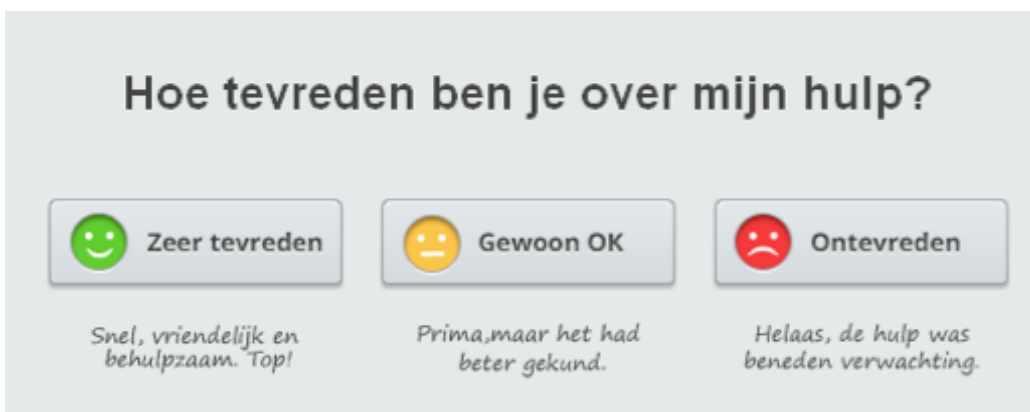 Hoe tevreden ben je over mijn hulp?
Zeer tevreden
Gewoon OK
Ontevreden
Snel, vriendelijk en
behulpzaam. Top!
Prima,maar het had
beter gekund.
Helaas, de hulp was
beneden verwachting.